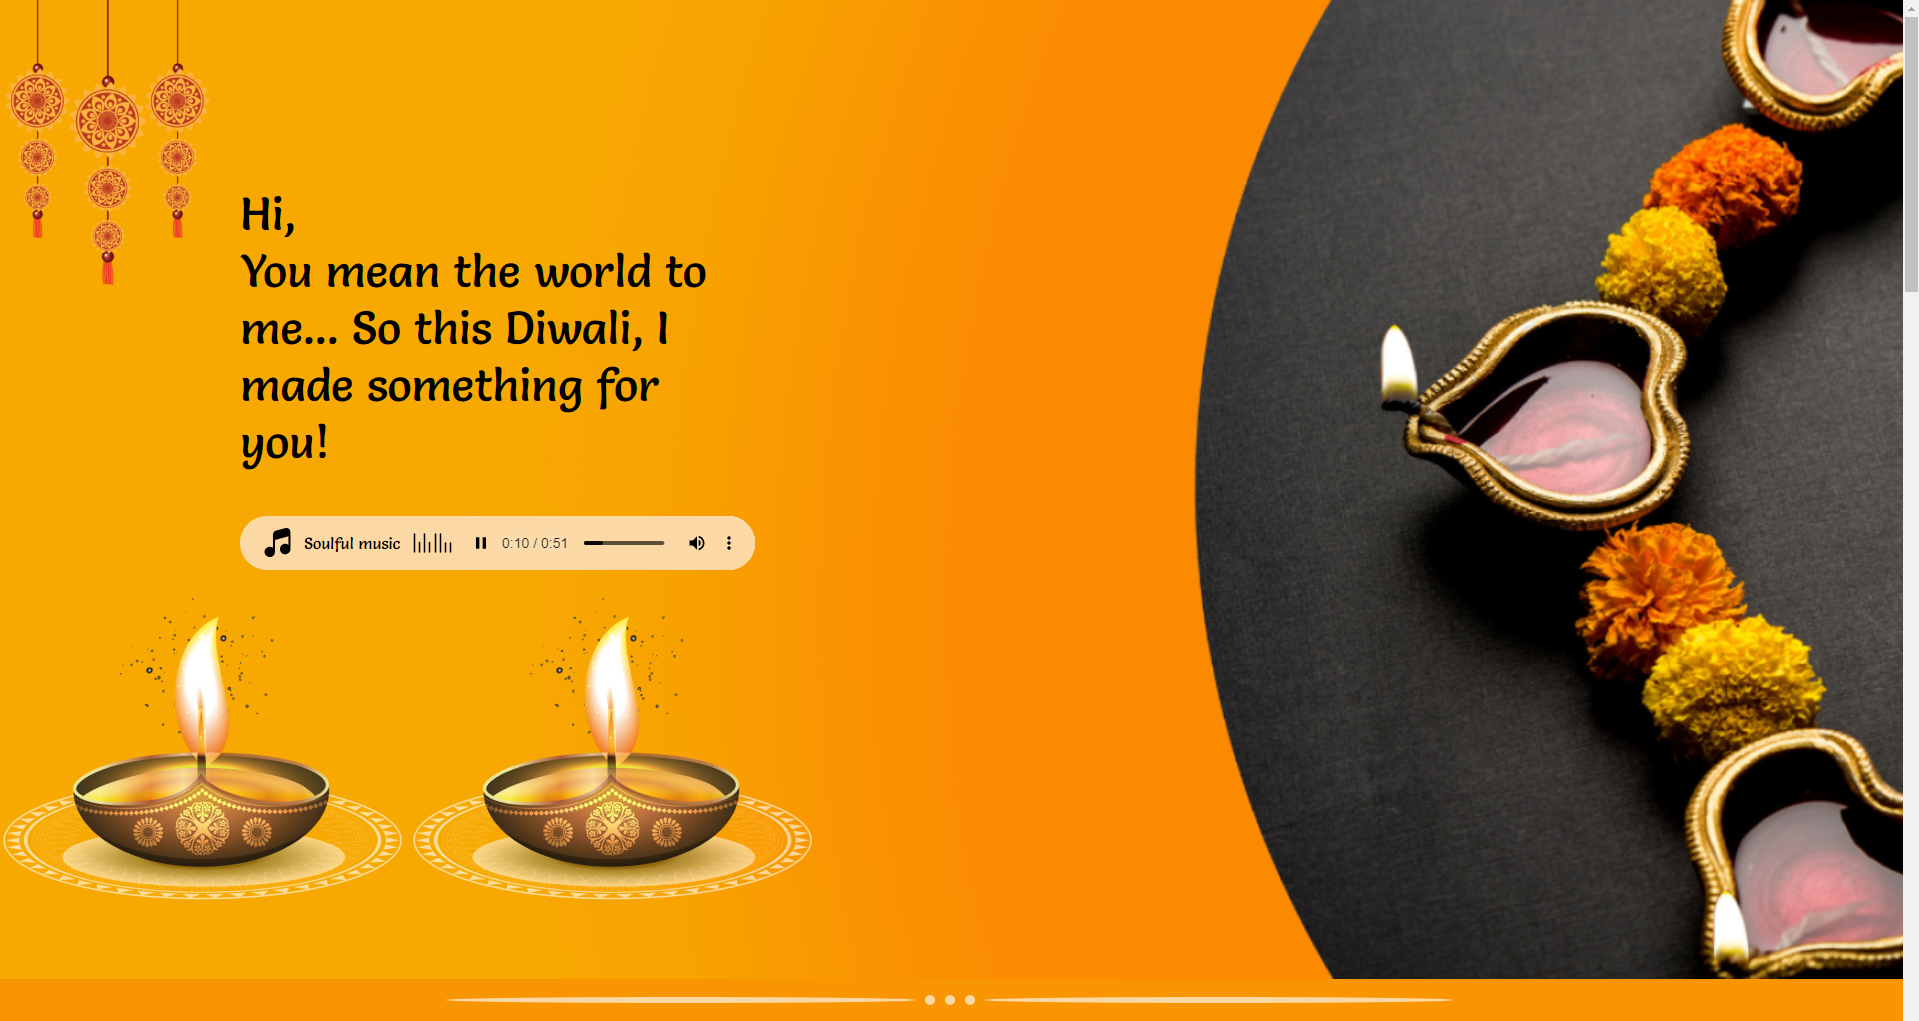 Hi,
You mean the world to
me... So this Diwali, I
made something for
you!
Soulful music 0:10 / 0:51